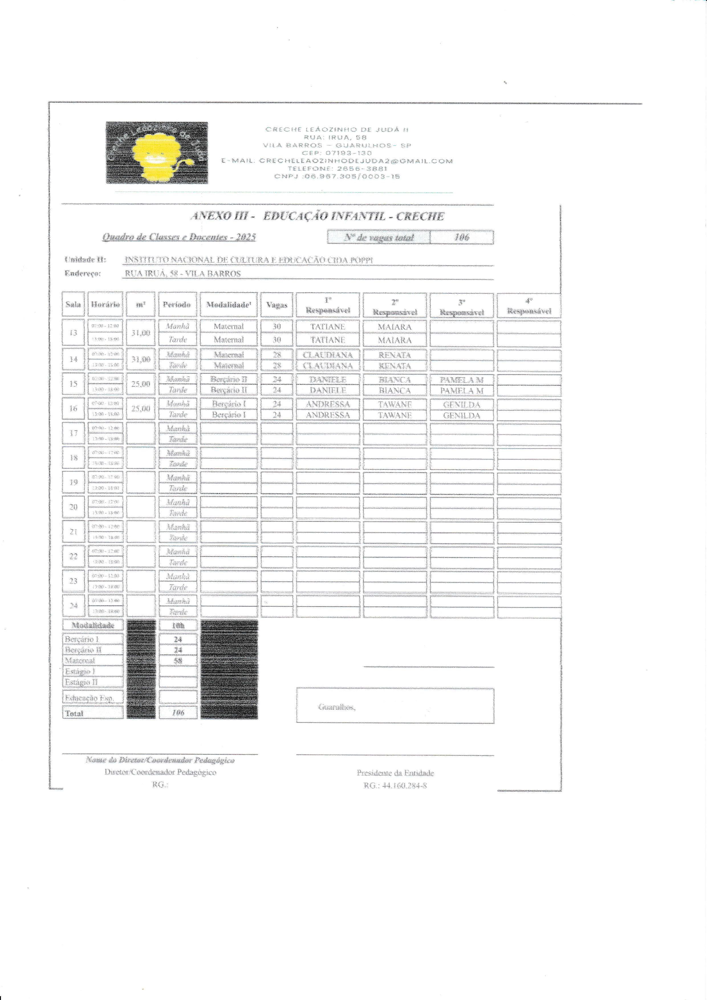 Creche Leãozinho de Judá
CRECHE LEÃOZINHO DE JUDÁ II
RUA: IRUA, 58
VILA BARROS – GUARULHOS- SP
CEP: 07193-130
E-MAIL: CRECHELEAOZINHODEJUDA2@GMAIL.COM
TELEFONE: 2656-3881
CNPJ :06.967.305/0003-15
ANEXO III - EDUCAÇÃO INFANTIL - CRECHE
Quadro de Classes e Docentes - 2025 Nº de vagas total 106
Unidade II: INSTITUTO NACIONAL DE CULTURA E EDUCAÇÃO CIDA POPPI
Endereço: RUA IRUÁ, 58 - VILA BARROS
Sala Horário m² Período Modalidade¹ Vagas 1º Responsável 2º Responsável 3º Responsável 4º Responsável
13 07:00 - 12:00 31,00 Manhã Maternal 30 TATIANE MAIARA
13:00 - 18:00 Tarde Maternal 30 TATIANE MAIARA
14 07:00 - 12:00 31,00 Manhã Maternal 28 CLAUDIANA RENATA
13:00 - 18:00 Tarde Maternal 28 CLAUDIANA RENATA
15 07:00 - 12:00 25,00 Manhã Berçário II 24 DANIELE BIANCA PAMELA M
13:00 - 18:00 Tarde Berçário II 24 DANIELE BIANCA PAMELA M
16 07:00 - 12:00 25,00 Manhã Berçário I 24 ANDRESSA TAWANE GENILDA
13:00 - 18:00 Tarde Berçário I 24 ANDRESSA TAWANE GENILDA
17 07:00 - 12:00 Manhã
13:00 - 18:00 Tarde
18 07:00 - 12:00 Manhã
13:00 - 18:00 Tarde
19 07:00 - 12:00 Manhã
13:00 - 18:00 Tarde
20 07:00 - 12:00 Manhã
13:00 - 18:00 Tarde
21 07:00 - 12:00 Manhã
13:00 - 18:00 Tarde
22 07:00 - 12:00 Manhã
13:00 - 18:00 Tarde
23 07:00 - 12:00 Manhã
13:00 - 18:00 Tarde
24 07:00 - 12:00 Manhã
13:00 - 18:00 Tarde
Modalidade 10h
Berçário I 24
Berçário II 24
Maternal 58
Estágio I
Estágio II
Educação Esp.
Total 106
Guarulhos,
Nome do Diretor/Coordenador Pedagógico
Diretor/Coordenador Pedagógico
RG.:
Presidente da Entidade
RG.: 44.160.284-8